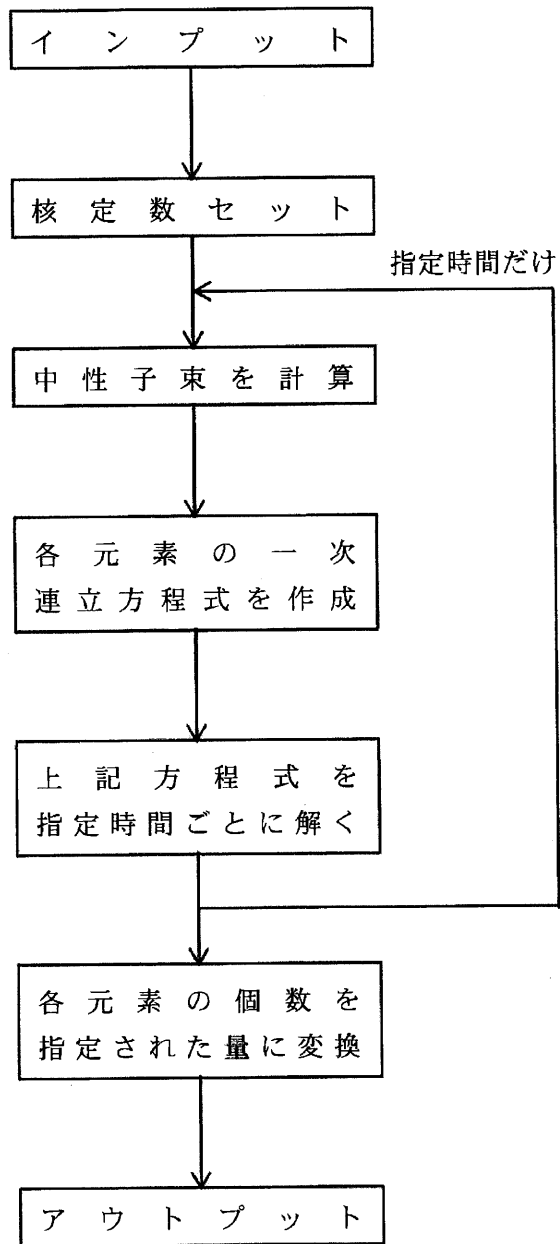 インプット
核定数セット
指定時間だけ
中性子束を計算
各元素の一次
連立方程式を作成
上記方程式を
指定時間ごとに解く
各元素の個数を
指定された量に変換
アウトプット